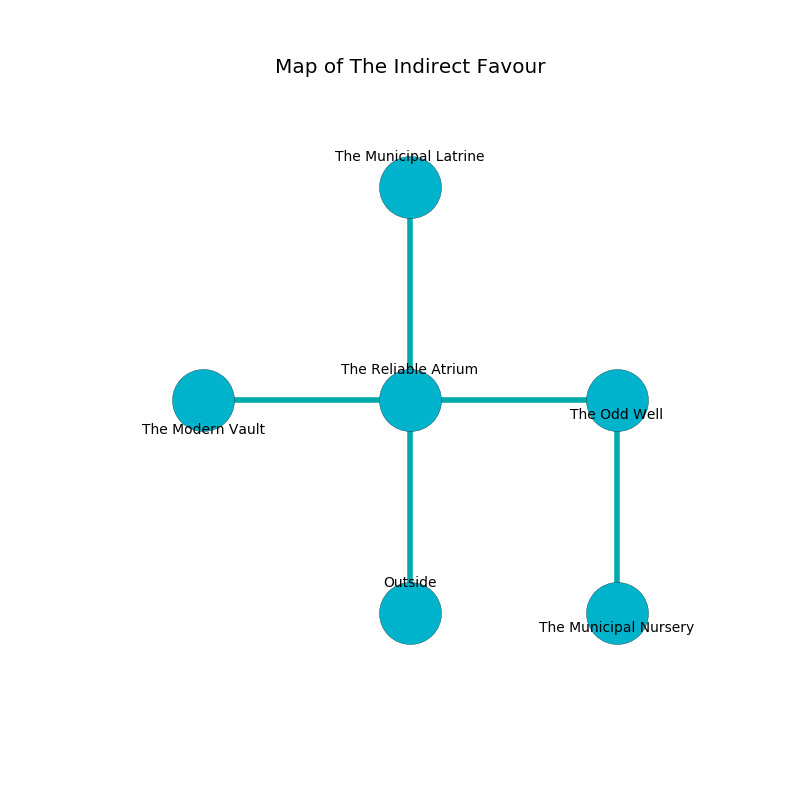 Map of The Indirect Favour
The Municipal Latrine
The Reliable Atrium
The Modern Vault
The Odd Well
Outside
The Municipal Nursery